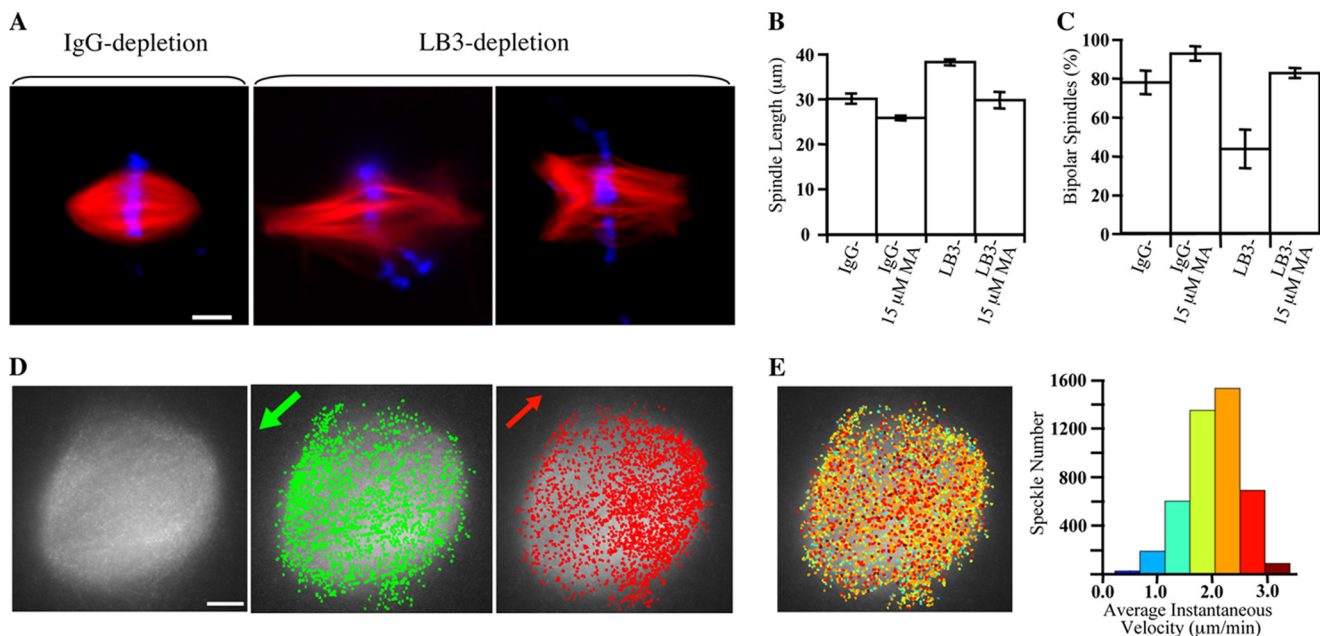 A
IgG-depletion
LB3-depletion
B
Spindle Length (μm)
40
30
20
10
0
IgG-
IgG-
15 μM MA
LB3-
LB3-
15 μM MA
C
Bipolar Spindles (%)
100
80
60
40
20
0
IgG-
IgG-
15 μM MA
LB3-
LB3-
15 μM MA
D
E
Speckle Number
1600
1200
800
400
0.0
1.0
2.0
3.0
Average Instantaneous
Velocity (μm/min)